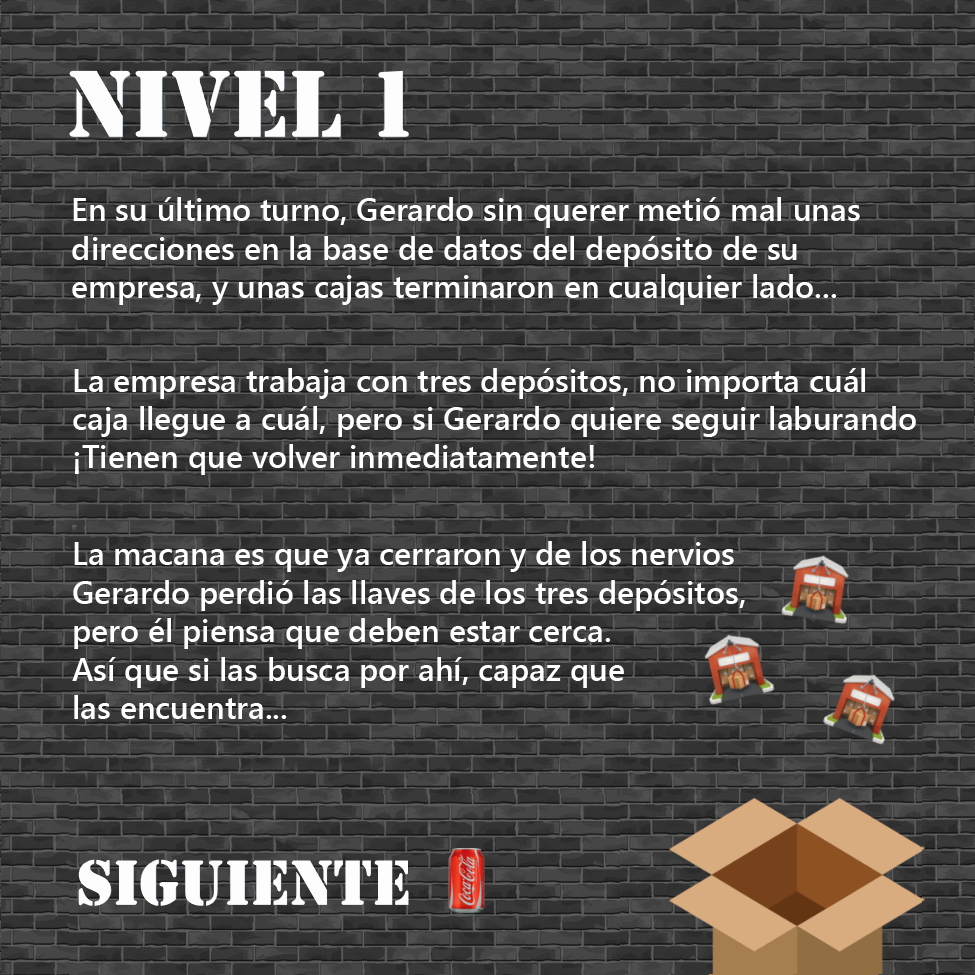 NIVEL 1
En su último turno, Gerardo sin querer metió mal unas
direcciones en la base de datos del depósito de su
empresa, y unas cajas terminaron en cualquier lado...
La empresa trabaja con tres depósitos, no importa cuál
caja llegue a cuál, pero si Gerardo quiere seguir laburando
¡Tienen que volver inmediatamente!
La macana es que ya cerraron y de los nervios
Gerardo perdió las llaves de los tres depósitos,
pero él piensa que deben estar cerca.
Así que si las busca por ahí, capaz que
las encuentra...
SIGUIENTE
Coca-Cola